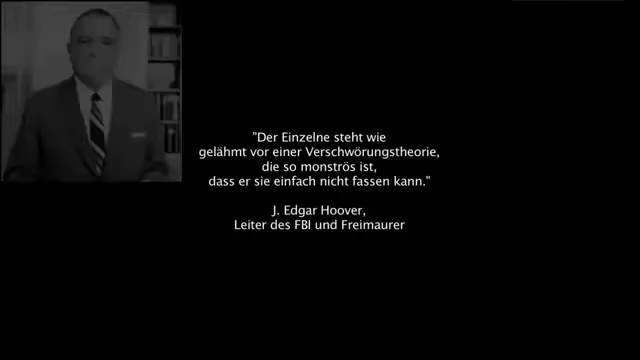 "Der Einzelne steht wie
gelähmt vor einer Verschwörungstheorie,
die so monströs ist,
dass er sie einfach nicht fassen kann."
J. Edgar Hoover,
Leiter des FBI und Freimaurer